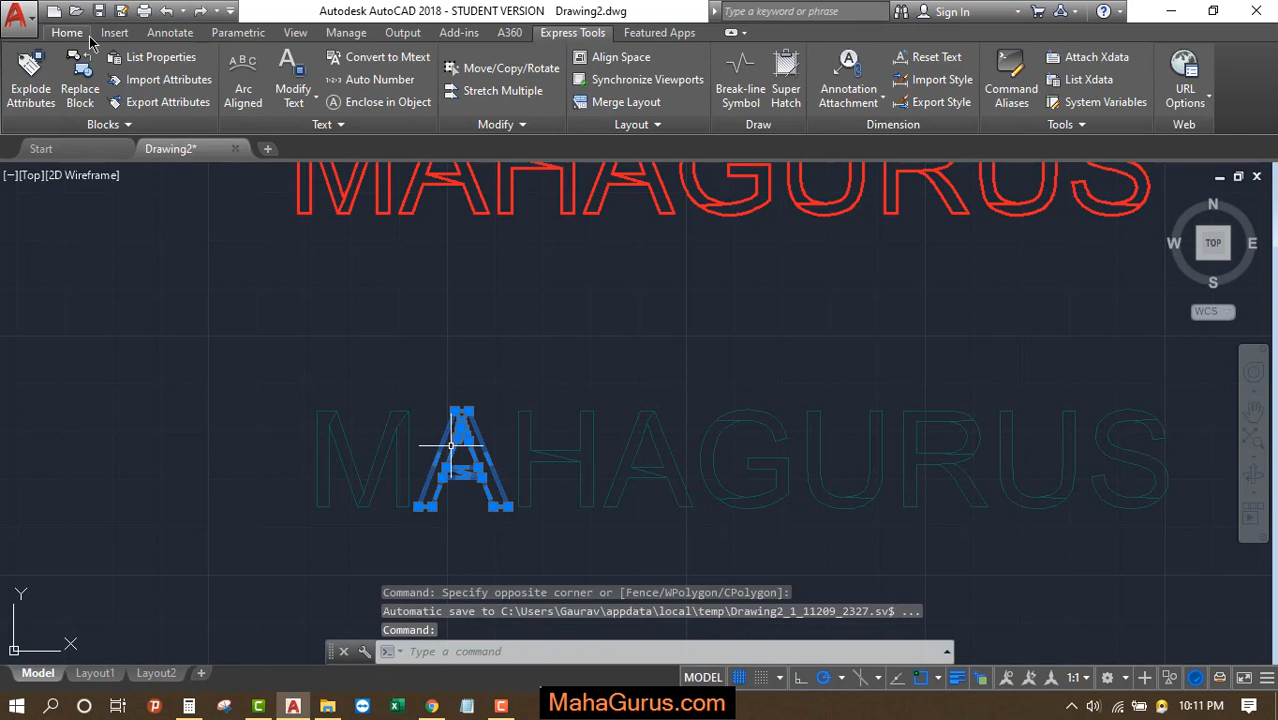 Autodesk AutoCAD 2018 - STUDENT VERSION Drawing2.dwg
Type a keyword or phrase
Sign In
Home Insert Annotate Parametric View Manage Output Add-ins A360 Express Tools Featured Apps
Explode Attributes
Replace Block
List Properties
Import Attributes
Export Attributes
Blocks
ABC
Arc Aligned
Modify Text
Convert to Mtext
Auto Number
Enclose in Object
Text
Move/Copy/Rotate
Stretch Multiple
Modify
Align Space
Synchronize Viewports
Merge Layout
Layout
Break-line Symbol
Super Hatch
Draw
Annotation Attachment
Reset Text
Import Style
Export Style
Dimension
Command Aliases
Attach Xdata
List Xdata
System Variables
Tools
URL Options
Web
Start
Drawing2*
[−][Top][2D Wireframe]
MAHAGURUS
N
W TOP E
S
WCS
MAHAGURUS
Command: Specify opposite corner or [Fence/WPolygon/CPolygon]:
Automatic save to C:\Users\Gaurav\appdata\local\temp\Drawing2_1_11209_2327.sv$ ...
Command:
Type a command
Y
X
Model Layout1 Layout2
MODEL
1:1
MahaGurus.com
10:11 PM